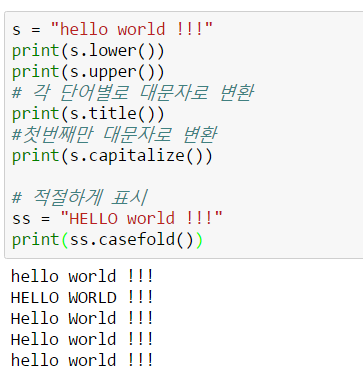 s = "hello world !!!"
print(s.lower())
print(s.upper())
# 각 단어별로 대문자로 변환
print(s.title())
#첫번째만 대문자로 변환
print(s.capitalize())
# 적절하게 표시
ss = "HELLO world !!!"
print(ss.casefold())
hello world !!!
HELLO WORLD !!!
Hello World !!!
Hello world !!!
hello world !!!